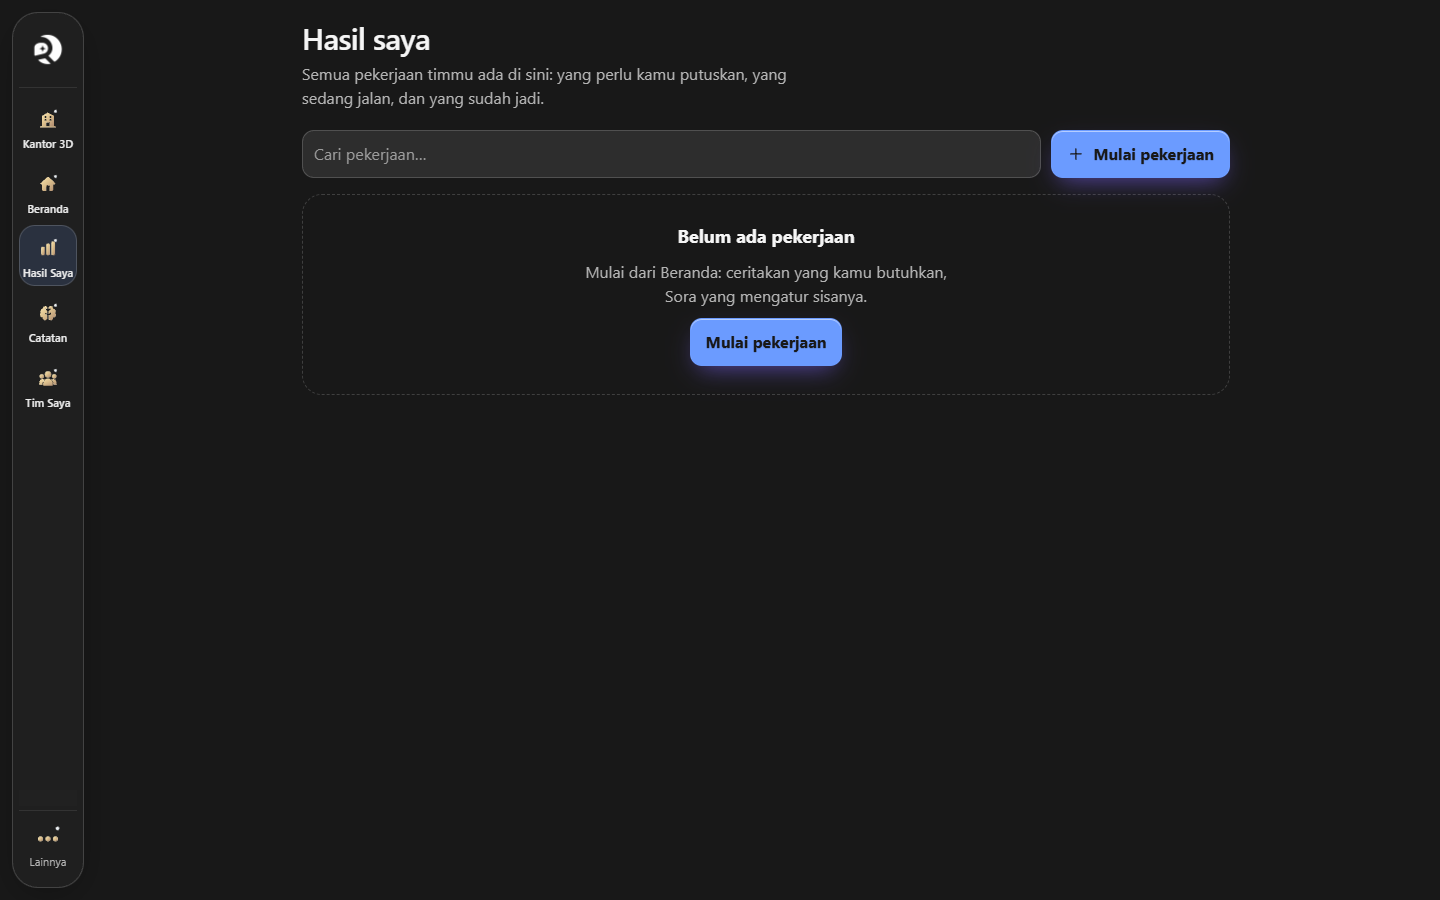 Hasil saya
Semua pekerjaan timmu ada di sini: yang perlu kamu putuskan, yang
sedang jalan, dan yang sudah jadi.
Cari pekerjaan...
+ Mulai pekerjaan
Belum ada pekerjaan
Mulai dari Beranda: ceritakan yang kamu butuhkan,
Sora yang mengatur sisanya.
Mulai pekerjaan
Kantor 3D
Beranda
Hasil Saya
Catatan
Tim Saya
Lainnya